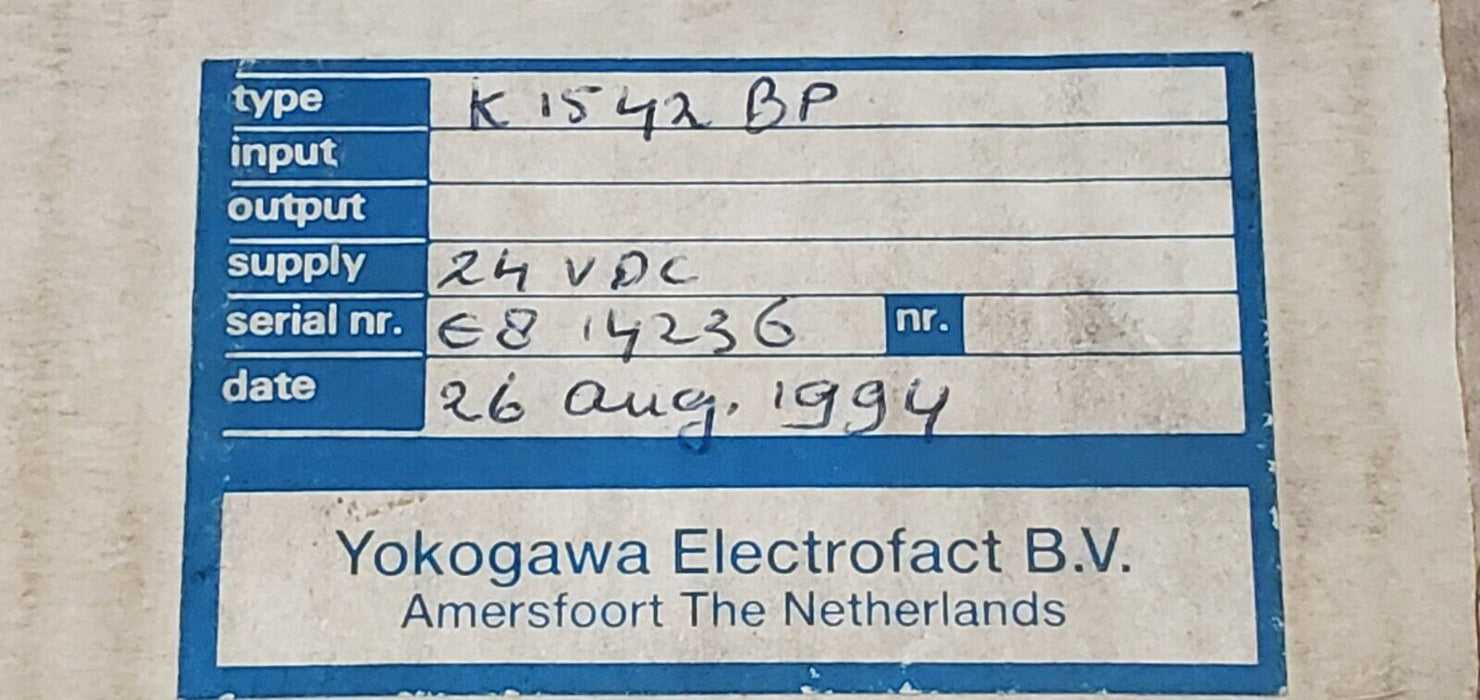 type K 1542 BP
input
output
supply 24 VDC
serial nr. E8 14236 nr.
date 26 aug. 1994
Yokogawa Electrofact B.V.
Amersfoort The Netherlands